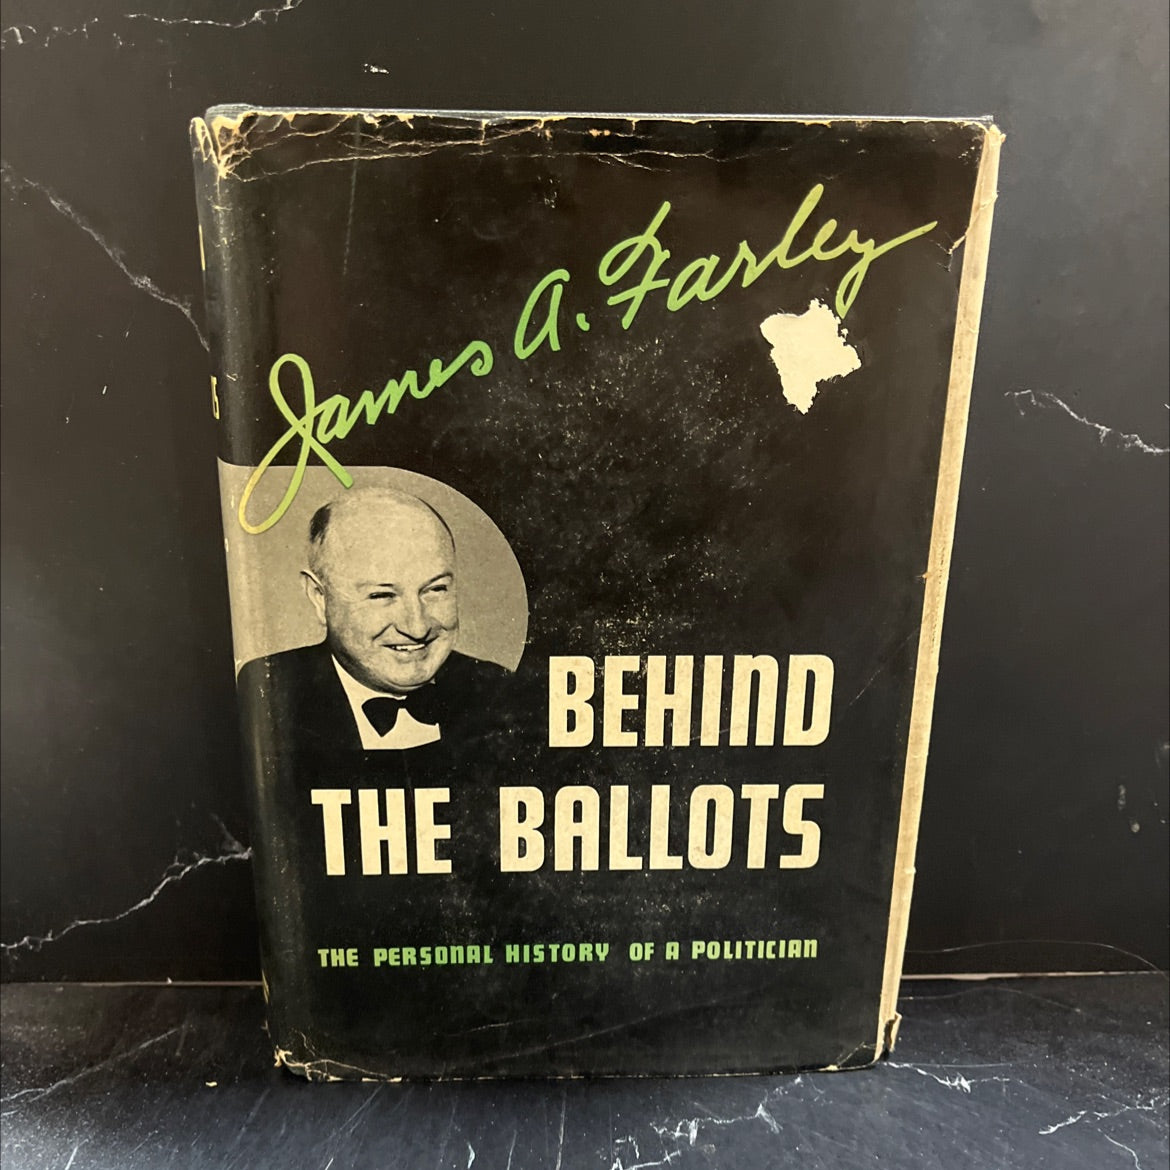 James A. Farley
BEHIND
THE BALLOTS
THE PERSONAL HISTORY OF A POLITICIAN